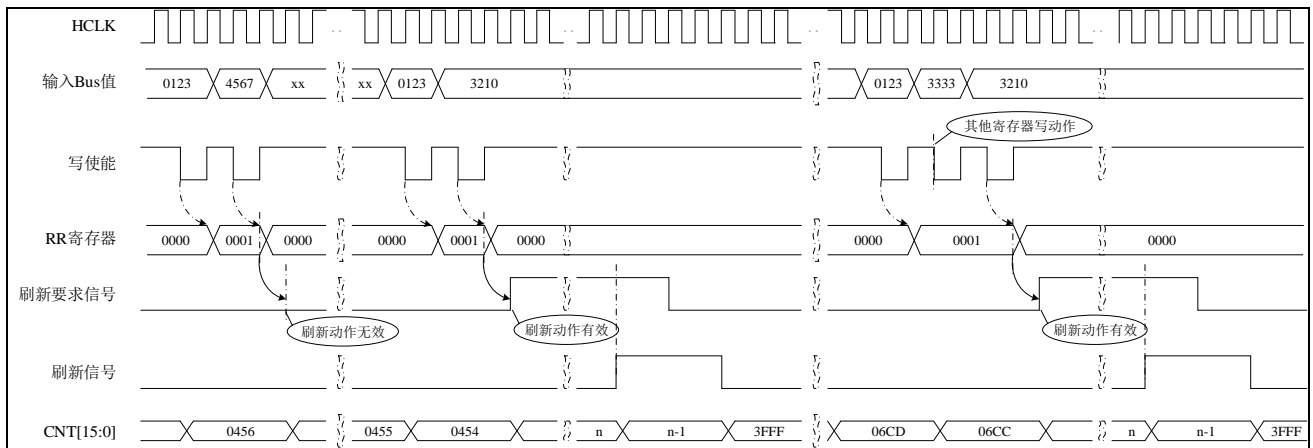 HCLK
输入Bus值 0123 4567 xx xx 0123 3210 0123 3333 3210
其他寄存器写动作
写使能
RR寄存器 0000 0001 0000 0000 0001 0000 0000 0001 0000
刷新要求信号
刷新动作无效 刷新动作有效 刷新动作有效
刷新信号
CNT[15:0] 0456 0455 0454 n n-1 3FFF 06CD 06CC n n-1 3FFF